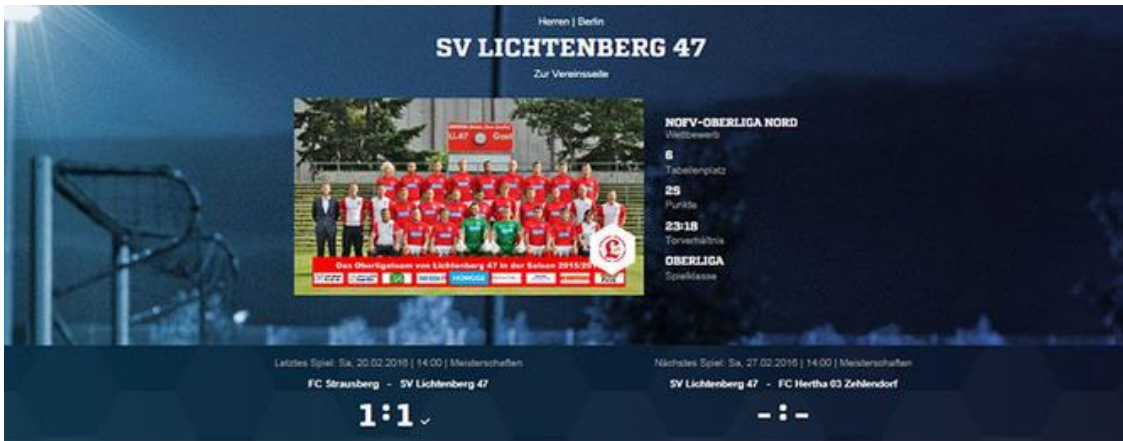 Herren | Berlin
SV LICHTENBERG 47
Zur Vereinsseite
LL47 Gast
NOFV-OBERLIGA NORD
Wettbewerb
6
Tabellenplatz
25
Punkte
23:18
Torverhältnis
OBERLIGA
Spielklasse
Das Oberligateam von Lichtenberg 47 in der Saison 2015/20
HOWOGE
Letztes Spiel: Sa, 20.02.2016 | 14:00 | Meisterschaften
FC Strausberg - SV Lichtenberg 47
1:1
Nächstes Spiel: Sa, 27.02.2016 | 14:00 | Meisterschaften
SV Lichtenberg 47 - FC Hertha 03 Zehlendorf
-:-